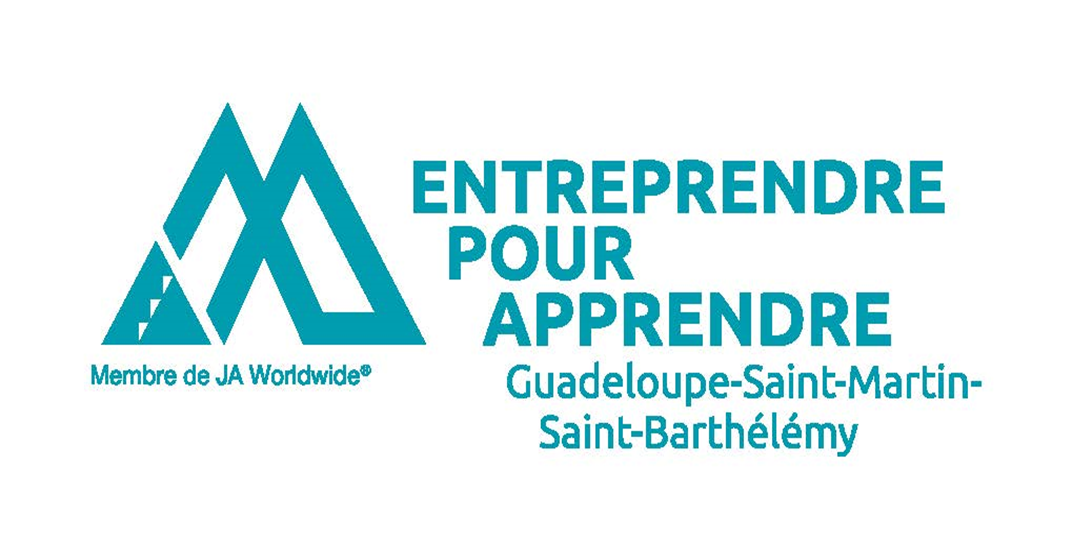 ENTREPRENDRE
POUR
APPRENDRE
Guadeloupe-Saint-Martin-
Saint-Barthélémy
Membre de JA Worldwide®